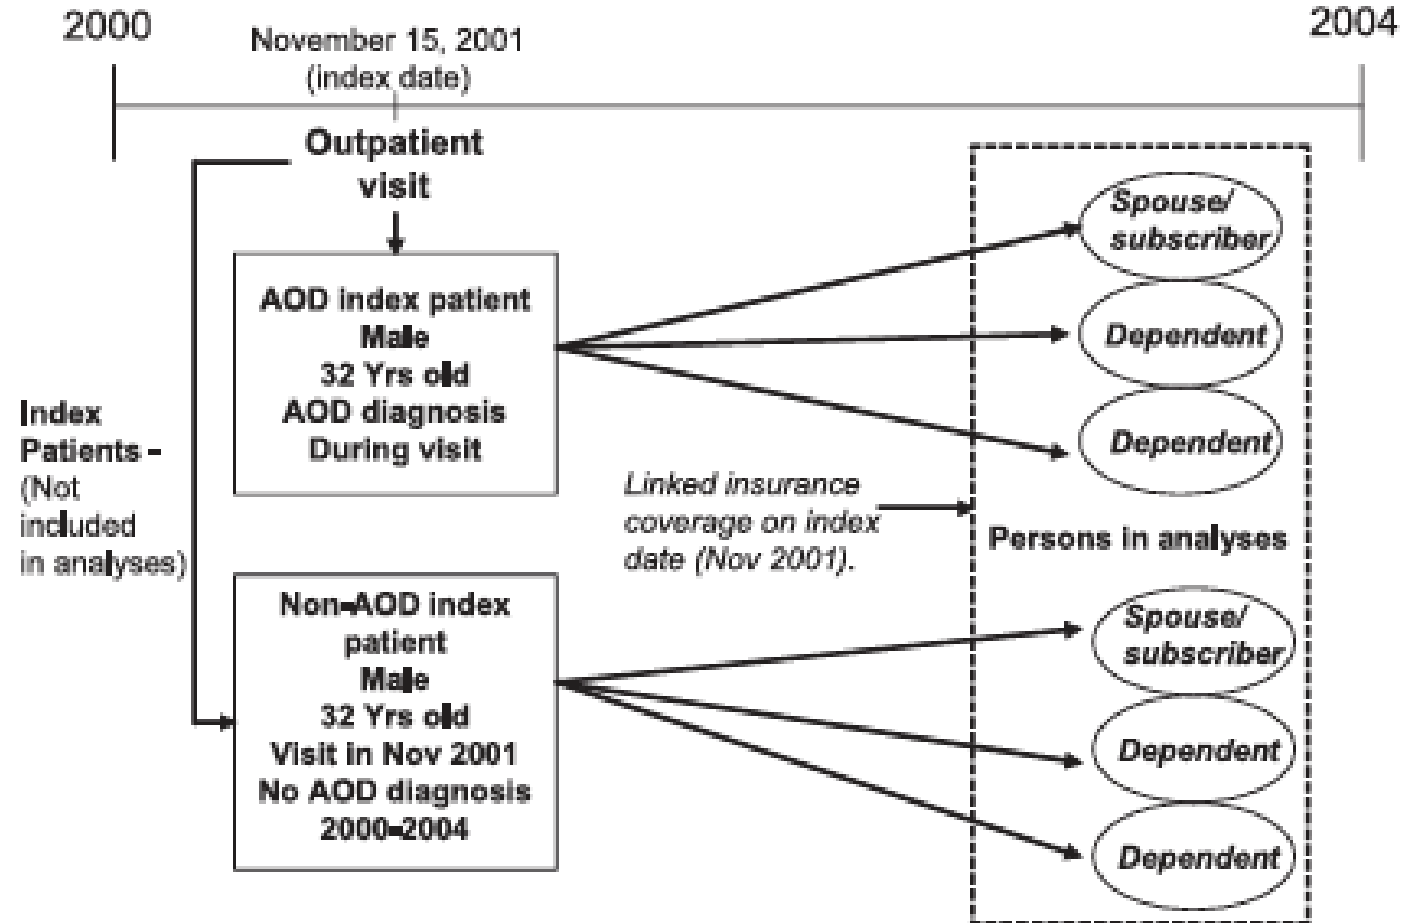 2000
2004
November 15, 2001
(index date)
Outpatient
visit
AOD index patient
Male
32 Yrs old
AOD diagnosis
During visit
Index
Patients –
(Not
included
in analyses)
Non-AOD index
patient
Male
32 Yrs old
Visit in Nov 2001
No AOD diagnosis
2000-2004
Linked insurance
coverage on index
date (Nov 2001).
Spouse/
subscriber
Dependent
Dependent
Persons in analyses
Spouse/
subscriber
Dependent
Dependent